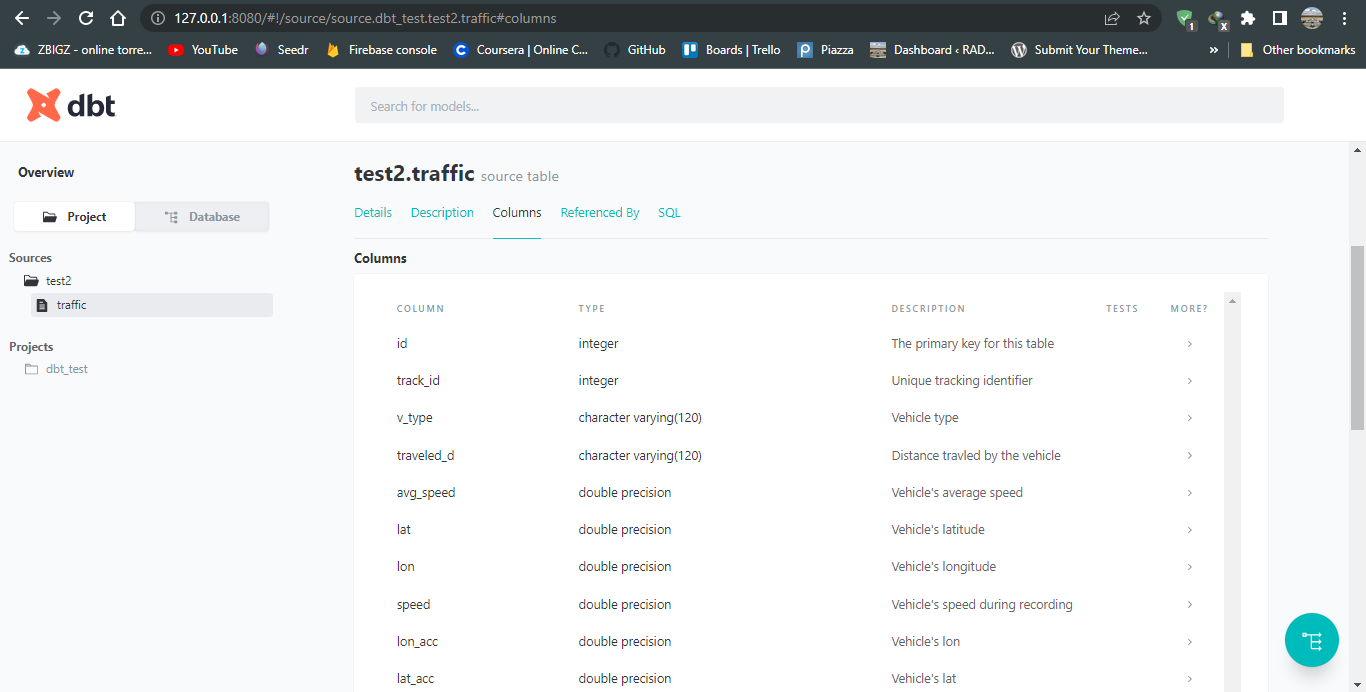 127.0.0.1:8080/#!/source/source.dbt_test.test2.traffic#columns
1 x
ZBIGZ - online torre... YouTube Seedr Firebase console Coursera | Online C... GitHub Boards | Trello Piazza Dashboard ‹ RAD... Submit Your Theme... » Other bookmarks
dbt Search for models...
Overview
Project Database
Sources
test2
traffic
Projects
dbt_test
test2.traffic source table
Details Description Columns Referenced By SQL
Columns
COLUMN TYPE DESCRIPTION TESTS MORE?
id integer The primary key for this table
track_id integer Unique tracking identifier
v_type character varying(120) Vehicle type
traveled_d character varying(120) Distance travled by the vehicle
avg_speed double precision Vehicle's average speed
lat double precision Vehicle's latitude
lon double precision Vehicle's longitude
speed double precision Vehicle's speed during recording
lon_acc double precision Vehicle's lon
lat_acc double precision Vehicle's lat